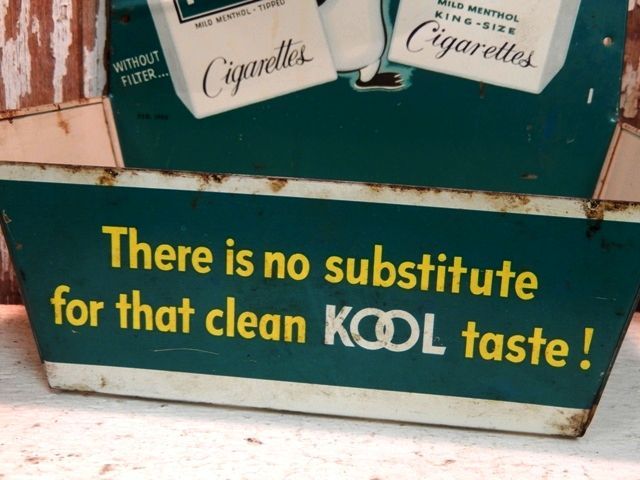 MILD MENTHOL - TIPPED
Cigarettes
MILD MENTHOL
KING-SIZE
Cigarettes
WITHOUT
FILTER...
There is no substitute
for that clean KOOL taste!